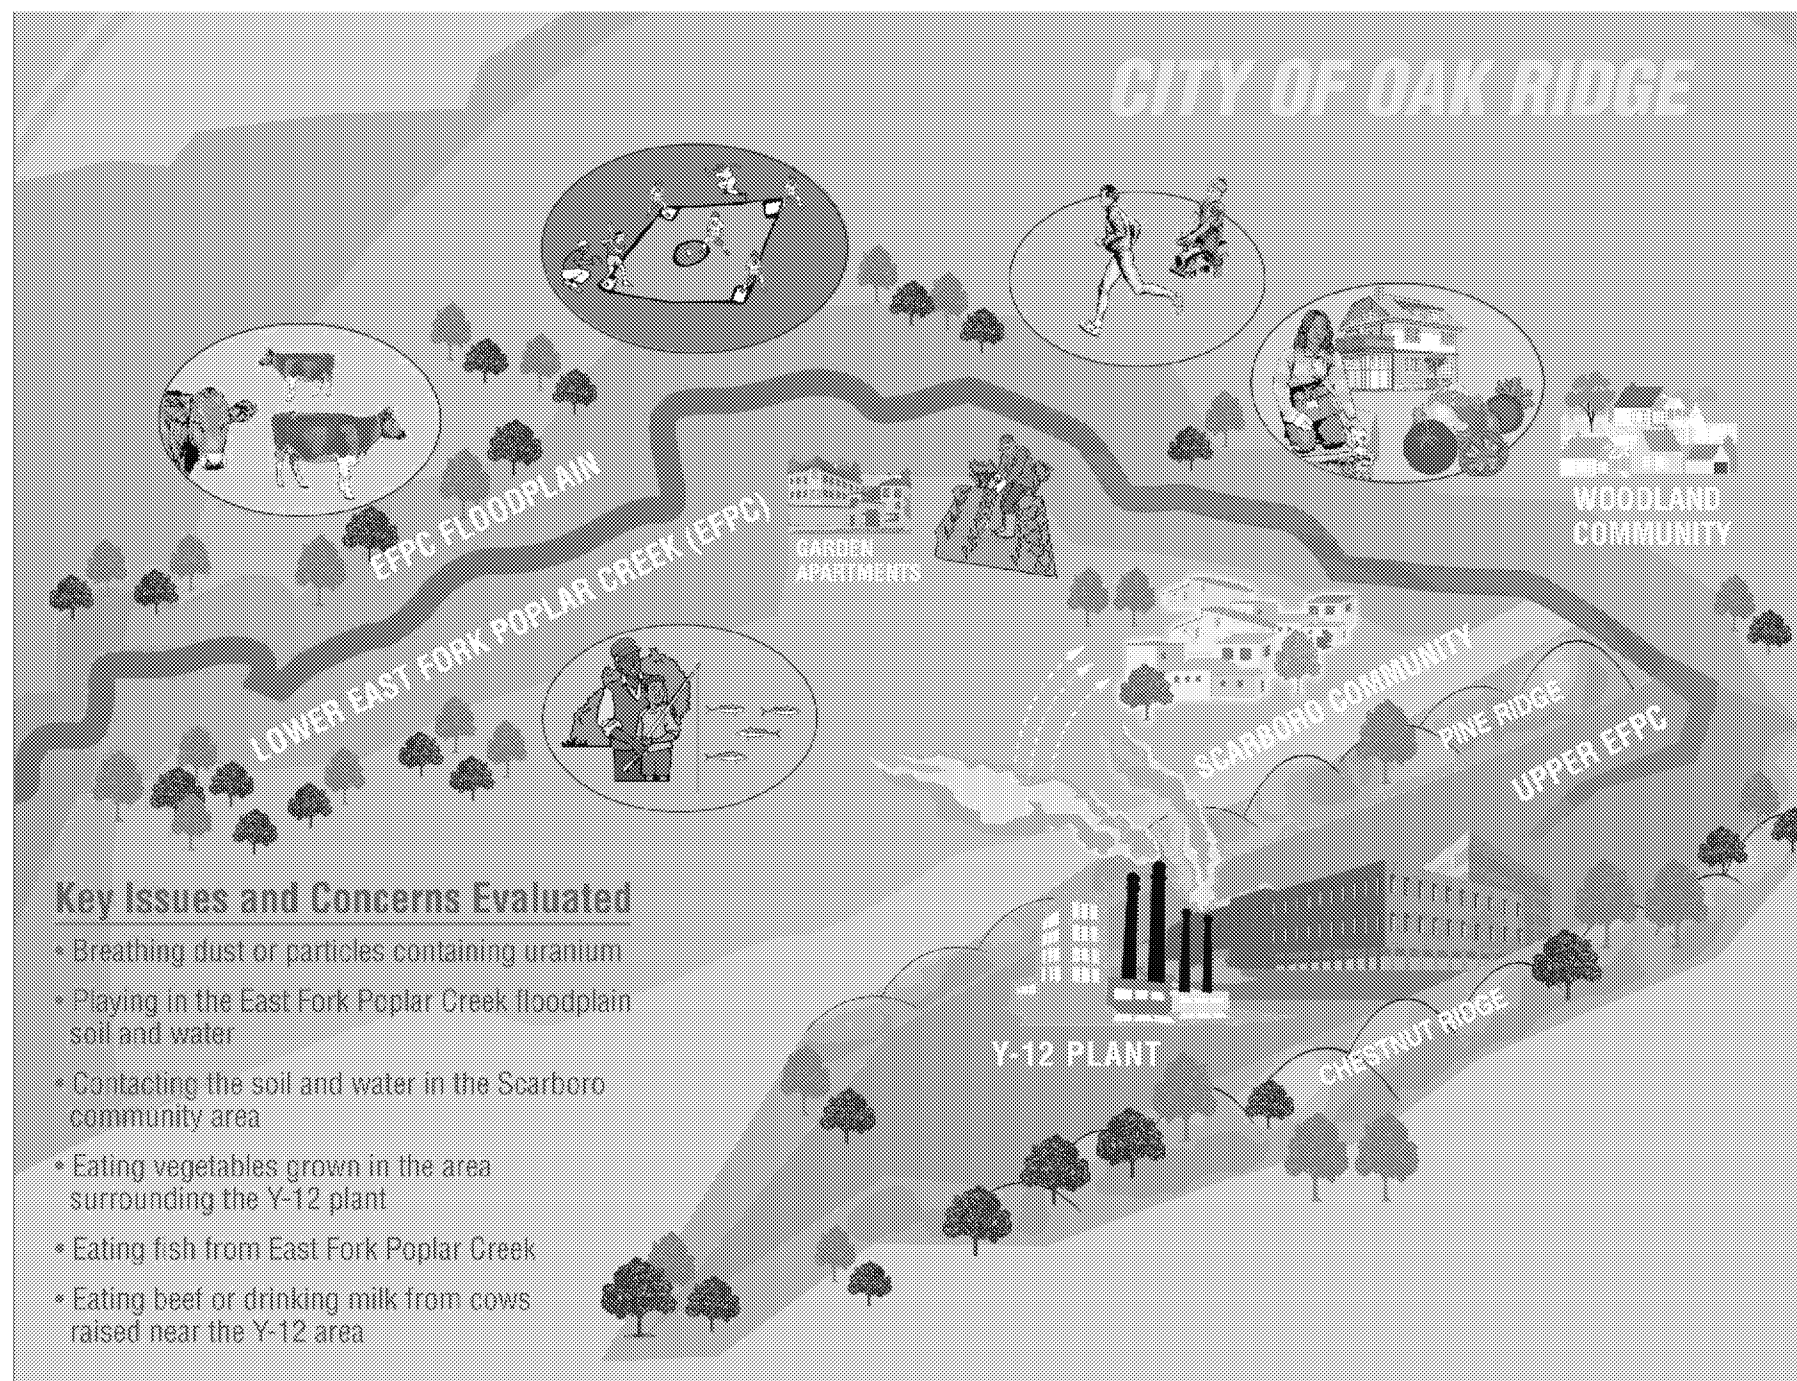 CITY OF OAK RIDGE
EFPC FLOODPLAIN
LOWER EAST FORK POPLAR CREEK (EFPC)
GARDEN
APARTMENTS
WOODLAND
COMMUNITY
SCARBORO COMMUNITY
PINE RIDGE
UPPER EFPC
Y-12 PLANT
CHESTNUT RIDGE
Key Issues and Concerns Evaluated
• Breathing dust or particles containing uranium
• Playing in the East Fork Poplar Creek floodplain
soil and water
• Contacting the soil and water in the Scarboro
community area
• Eating vegetables grown in the area
surrounding the Y-12 plant
• Eating fish from East Fork Poplar Creek
• Eating beef or drinking milk from cows
raised near the Y-12 area